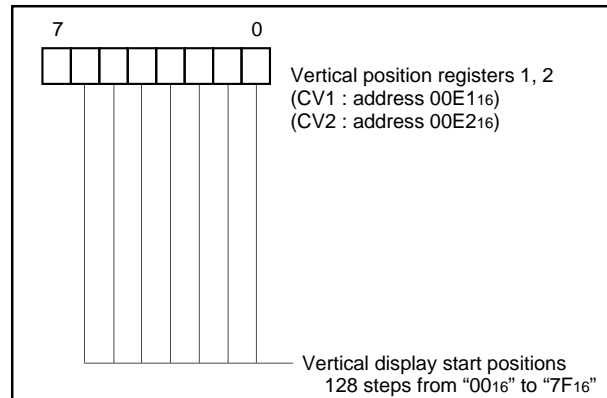 7 0
Vertical position registers 1, 2
(CV1 : address 00E116)
(CV2 : address 00E216)
Vertical display start positions
128 steps from “0016” to “7F16”